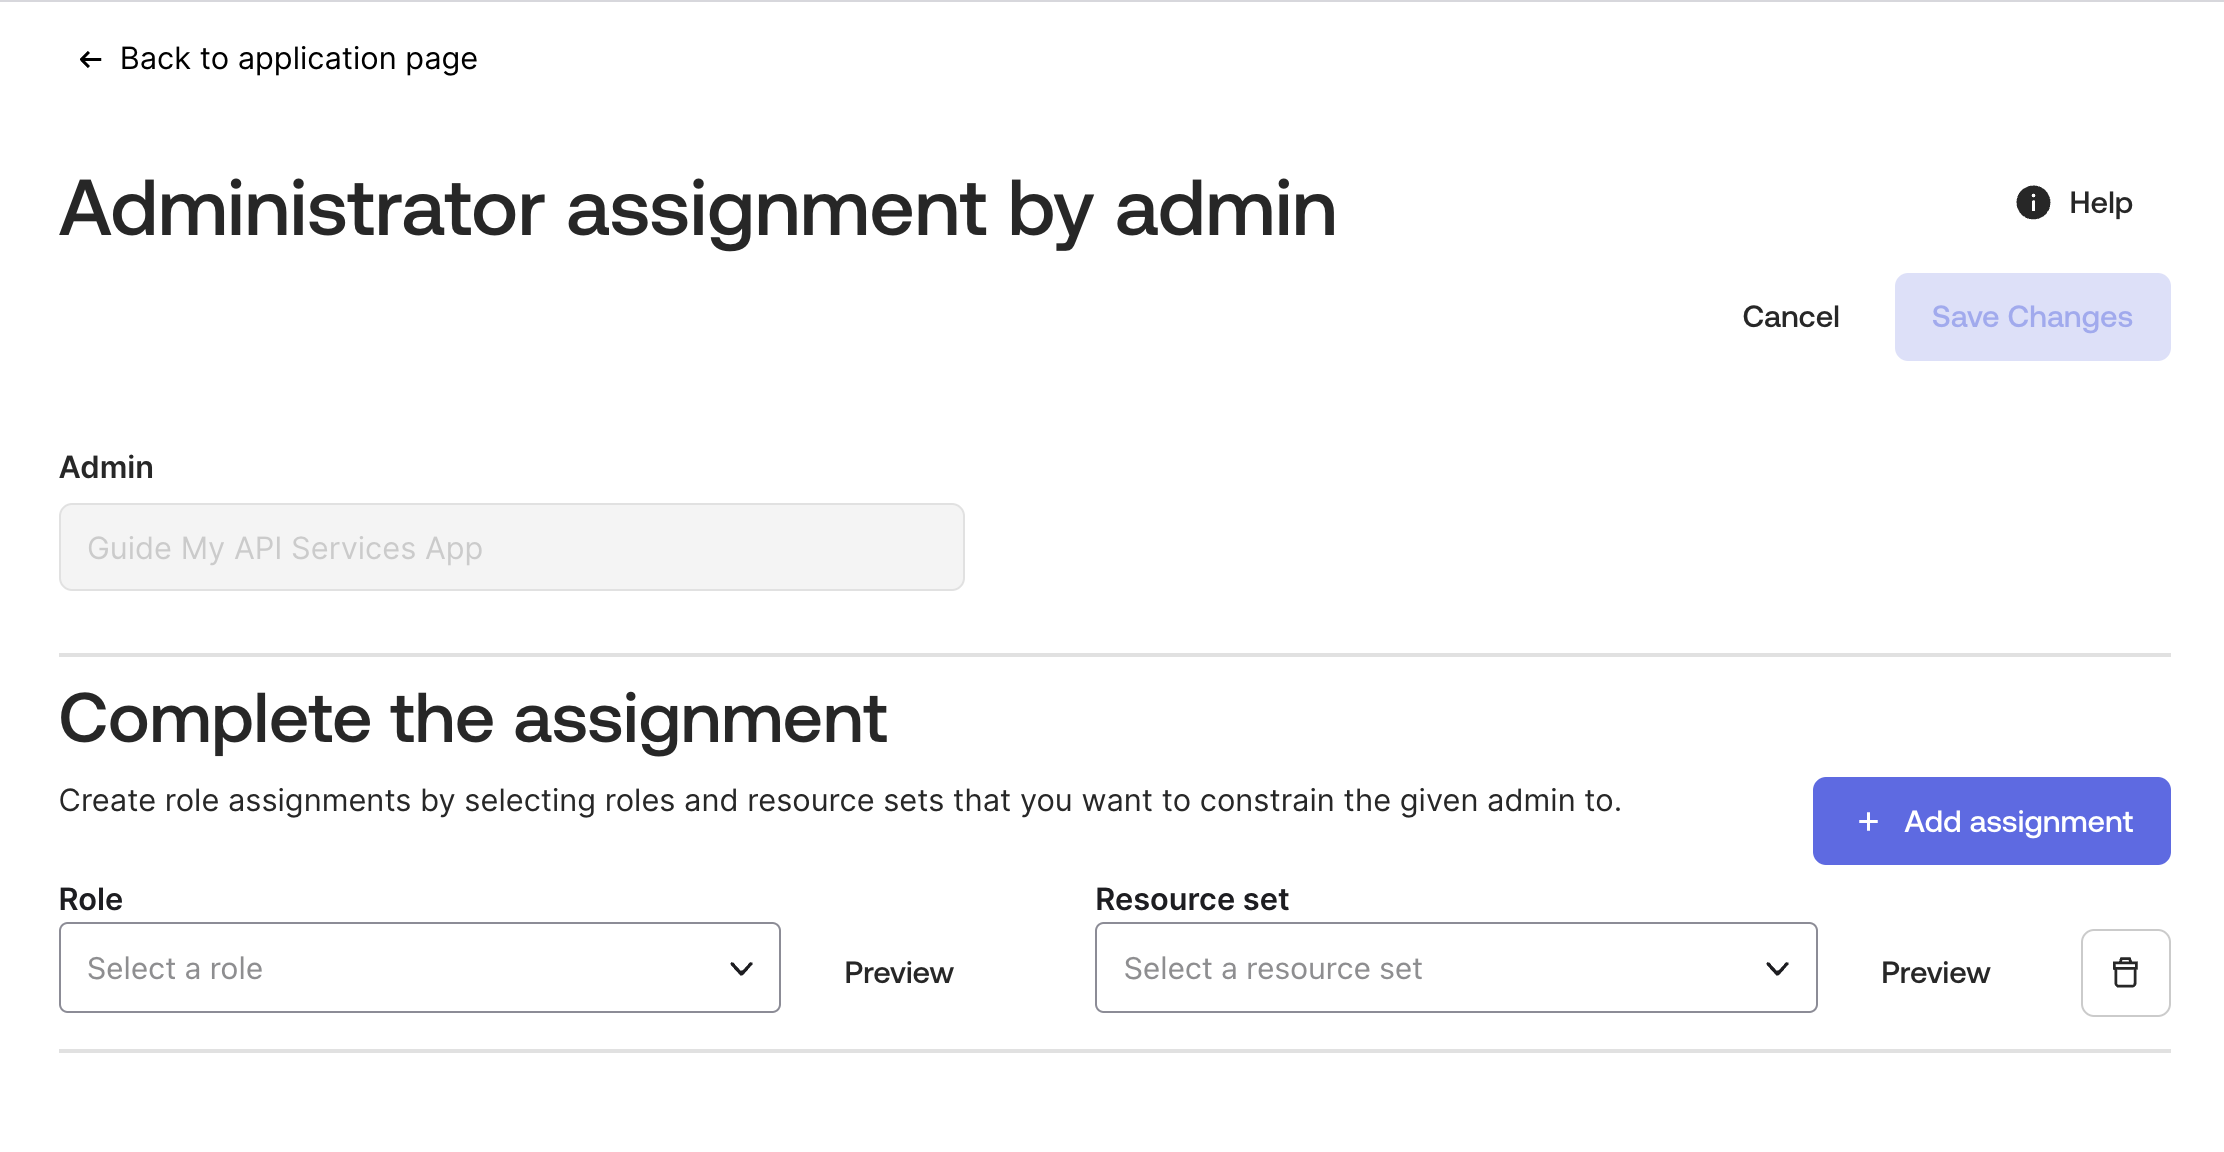 Back to application page
Administrator assignment by admin
Help
Cancel
Save Changes
Admin
Guide My API Services App
Complete the assignment
Create role assignments by selecting roles and resource sets that you want to constrain the given admin to.
+ Add assignment
Role
Resource set
Select a role
Preview
Select a resource set
Preview